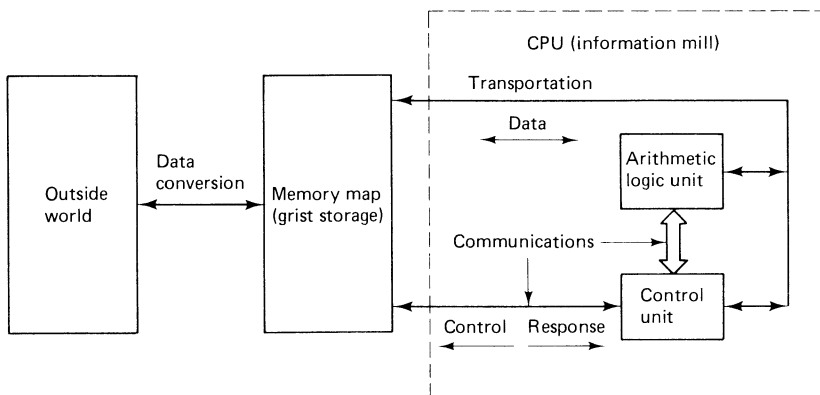 CPU (information mill)
Transportation
Data
Arithmetic
logic unit
Data
conversion
Outside
world
Memory map
(grist storage)
Communications
Control
unit
Control
Response